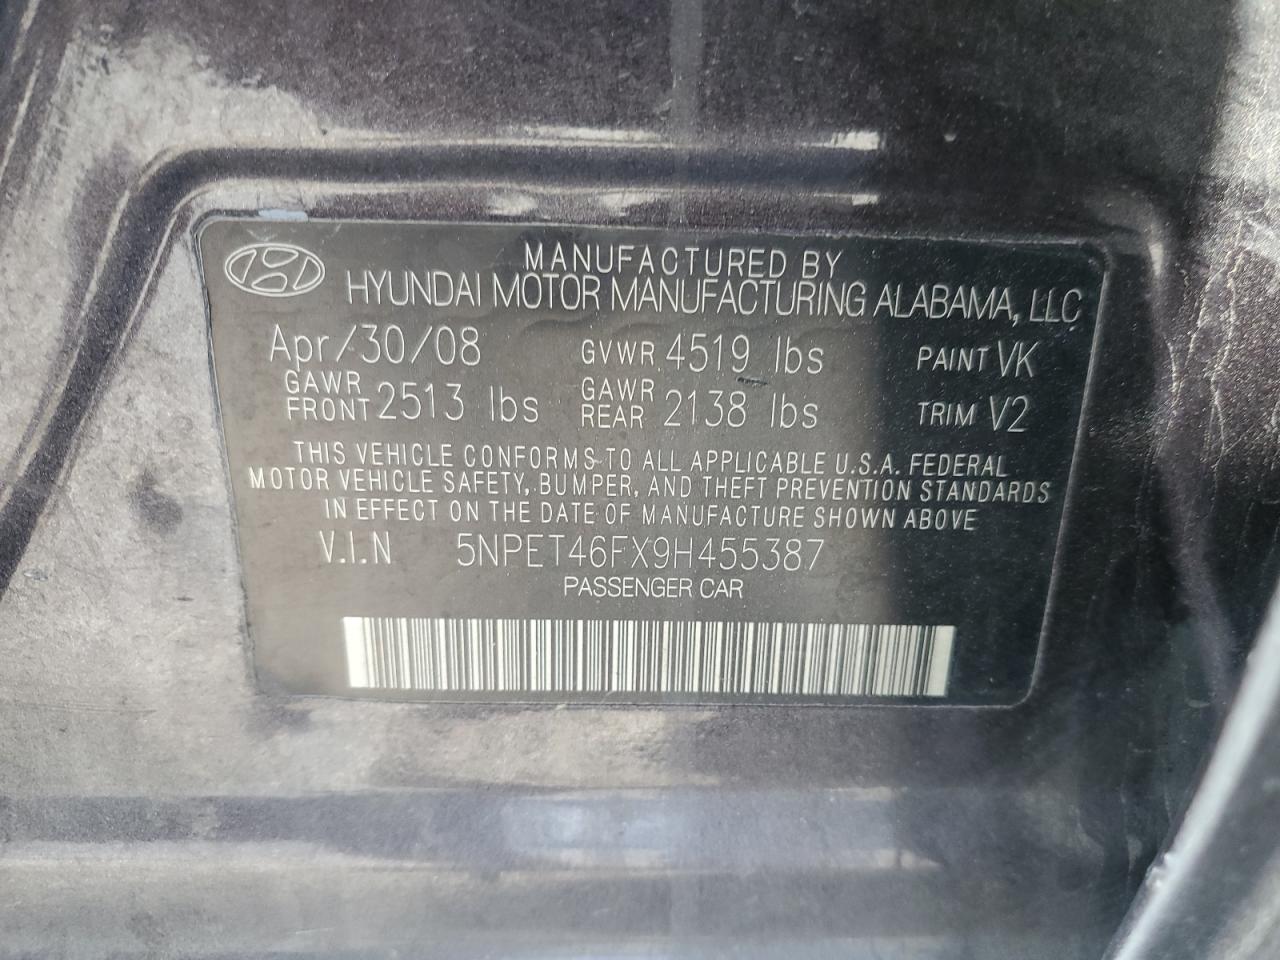 MANUFACTURED BY
HYUNDAI MOTOR MANUFACTURING ALABAMA, LLC
Apr/30/08 GVWR 4519 lbs PAINT VK
GAWR FRONT 2513 lbs GAWR REAR 2138 lbs TRIM V2
THIS VEHICLE CONFORMS TO ALL APPLICABLE U.S.A. FEDERAL
MOTOR VEHICLE SAFETY, BUMPER, AND THEFT PREVENTION STANDARDS
IN EFFECT ON THE DATE OF MANUFACTURE SHOWN ABOVE
V.I.N 5NPET46FX9H455387
PASSENGER CAR